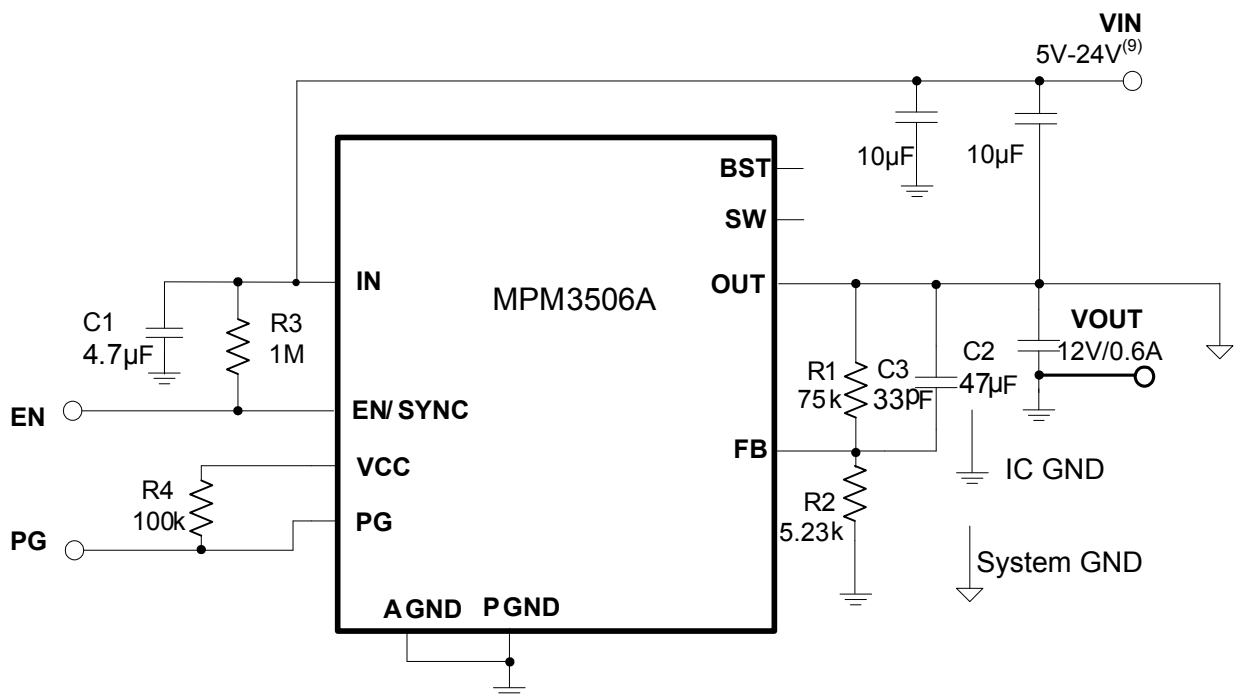 VIN
5V-24V(9)
10µF
10µF
BST
SW
IN
OUT
MPM3506A
C1
4.7µF
R3
1M
VOUT
12V/0.6A
C2
47µF
R1
75k
C3
33pF
EN
EN/ SYNC
FB
VCC
IC GND
R4
100k
R2
5.23k
PG
PG
System GND
AGND
PGND